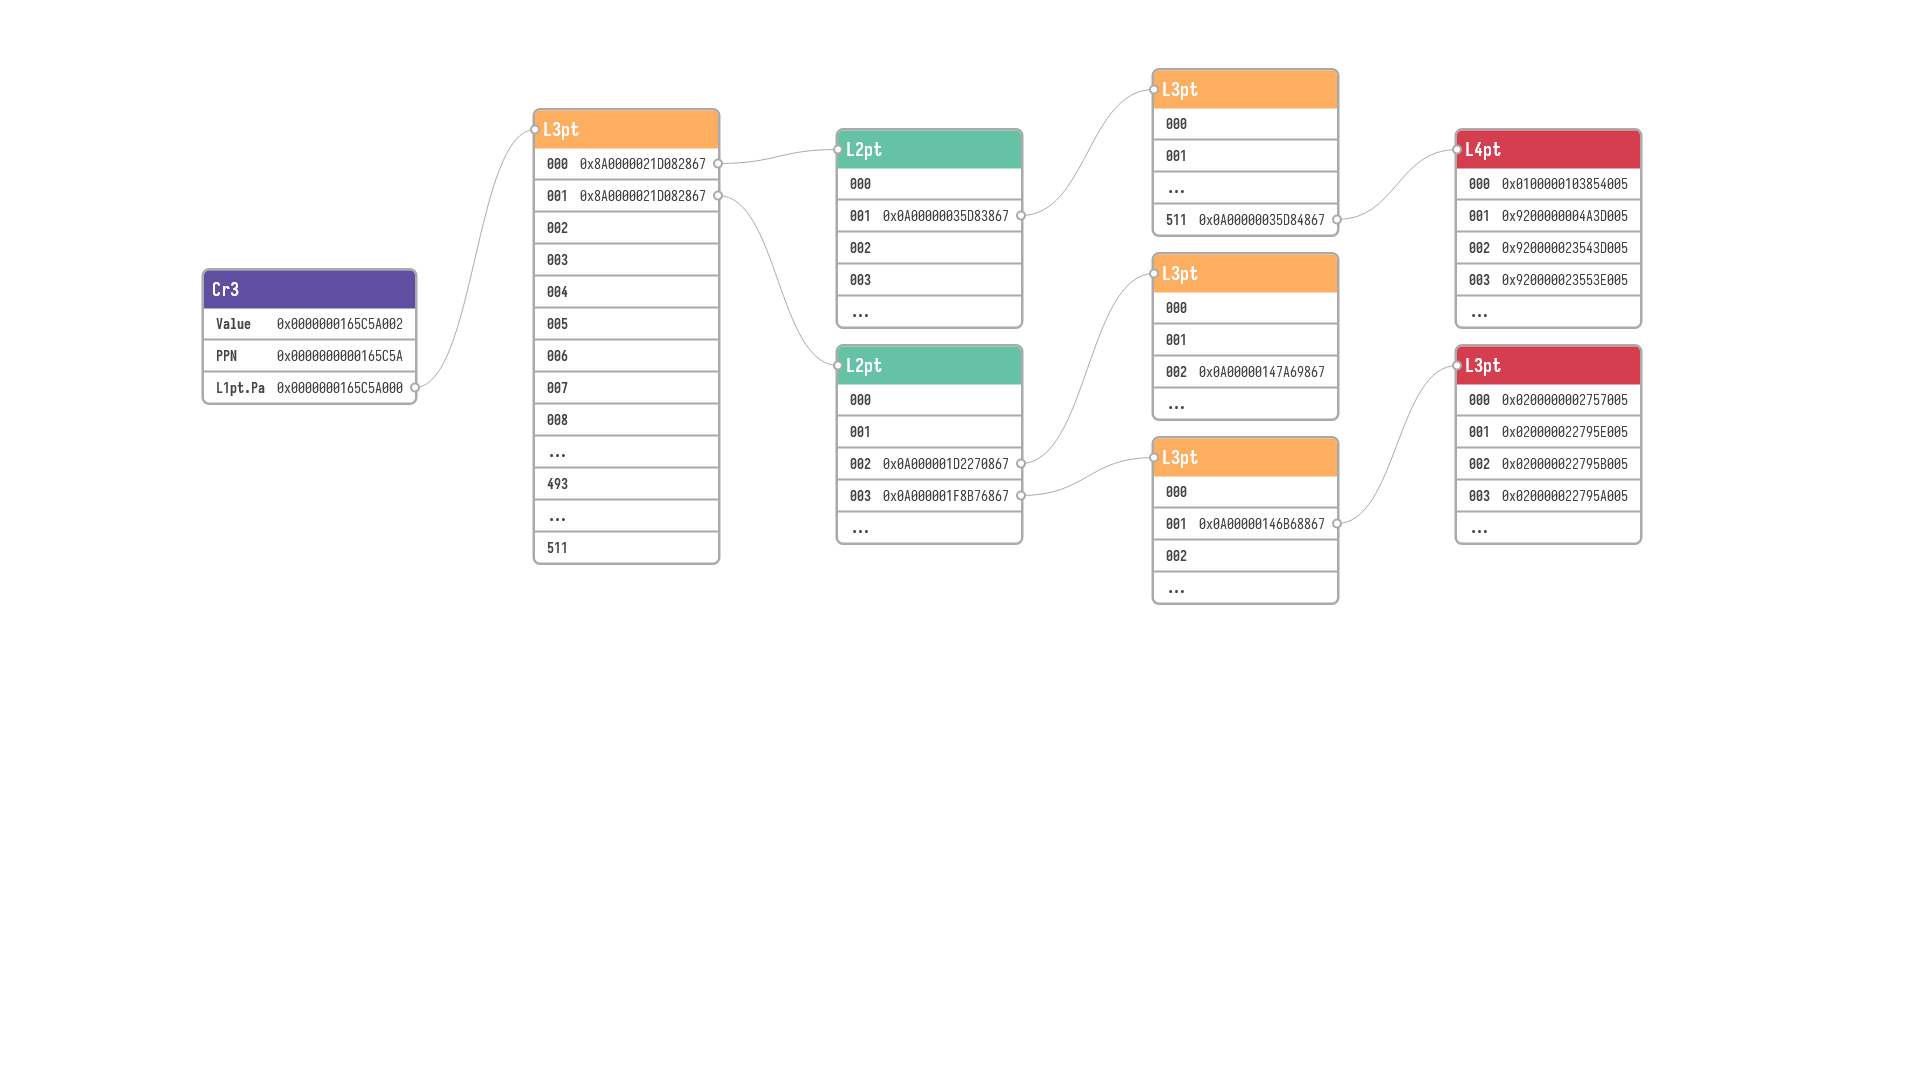 Cr3
Value 0x0000000165C5A002
PPN 0x0000000000165C5A
L1pt.Pa 0x0000000165C5A000
L3pt
000 0x8A0000021D082867
001 0x8A0000021D082867
002
003
004
005
006
007
008
...
493
...
511
L2pt
000
001 0x0A00000035D83867
002
003
...
L2pt
000
001
002 0x0A000001D2270867
003 0x0A000001F8B76867
...
L3pt
000
001
...
511 0x0A00000035D84867
L3pt
000
001
002 0x0A00000147A69867
...
L3pt
000
001 0x0A00000146B68867
002
...
L4pt
000 0x0100000103854005
001 0x9200000004A3D005
002 0x920000023543D005
003 0x920000023553E005
...
L3pt
000 0x0200000002757005
001 0x020000022795E005
002 0x020000022795B005
003 0x020000022795A005
...